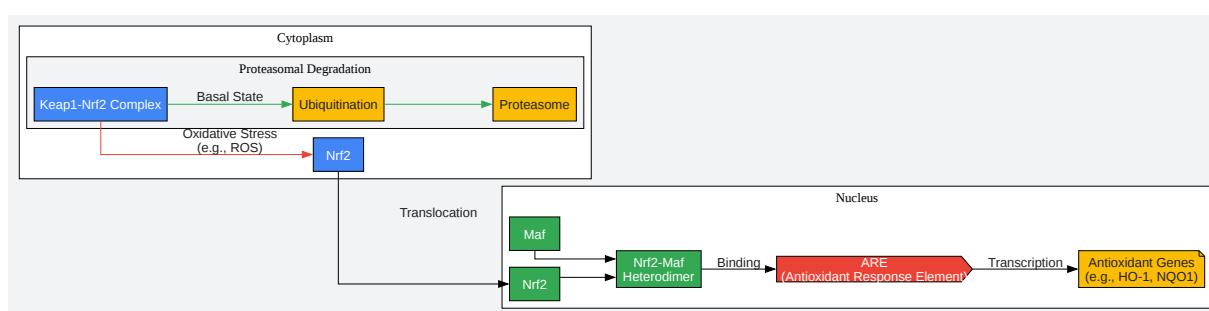 Cytoplasm
Proteasomal Degradation
Keap1-Nrf2 Complex
Basal State
Ubiquitination
Proteasome
Oxidative Stress
(e.g., ROS)
Nrf2
Translocation
Nucleus
Maf
Nrf2
Nrf2-Maf
Heterodimer
Binding
ARE
(Antioxidant Response Element)
Transcription
Antioxidant Genes
(e.g., HO-1, NQO1)